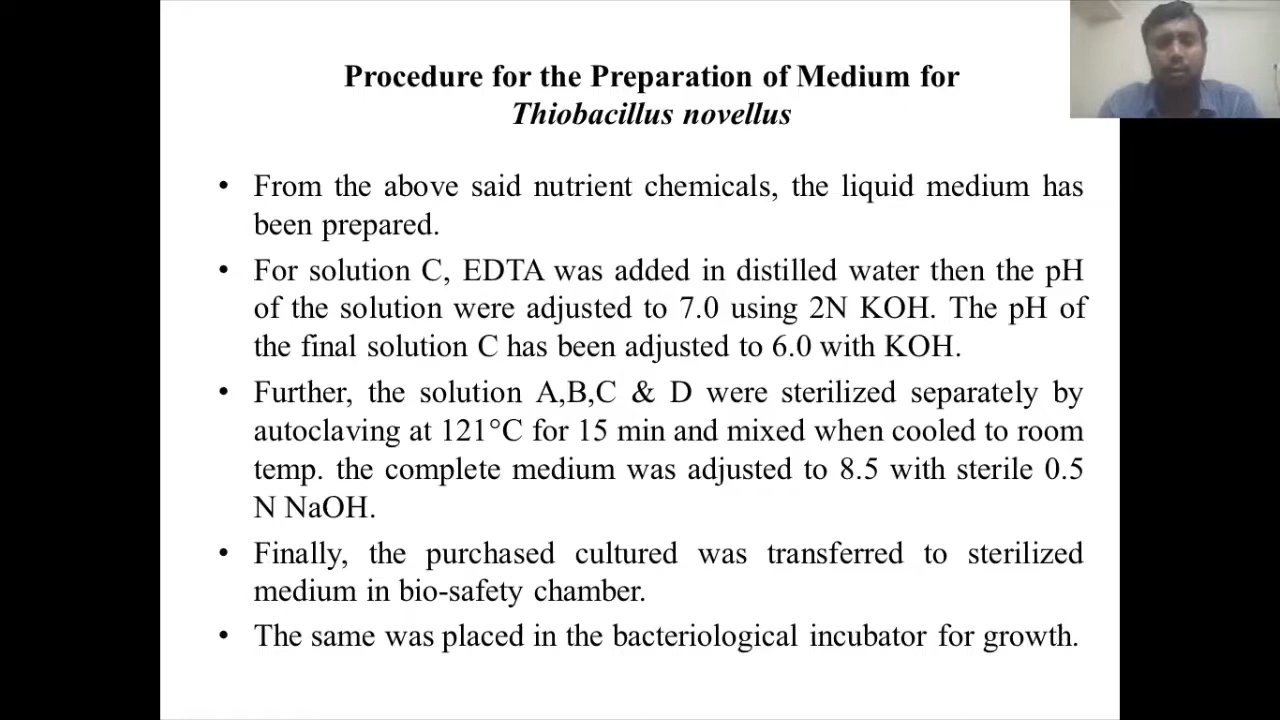 Procedure for the Preparation of Medium for
Thiobacillus novellus
• From the above said nutrient chemicals, the liquid medium has
been prepared.
• For solution C, EDTA was added in distilled water then the pH
of the solution were adjusted to 7.0 using 2N KOH. The pH of
the final solution C has been adjusted to 6.0 with KOH.
• Further, the solution A,B,C & D were sterilized separately by
autoclaving at 121°C for 15 min and mixed when cooled to room
temp. the complete medium was adjusted to 8.5 with sterile 0.5
N NaOH.
• Finally, the purchased cultured was transferred to sterilized
medium in bio-safety chamber.
• The same was placed in the bacteriological incubator for growth.